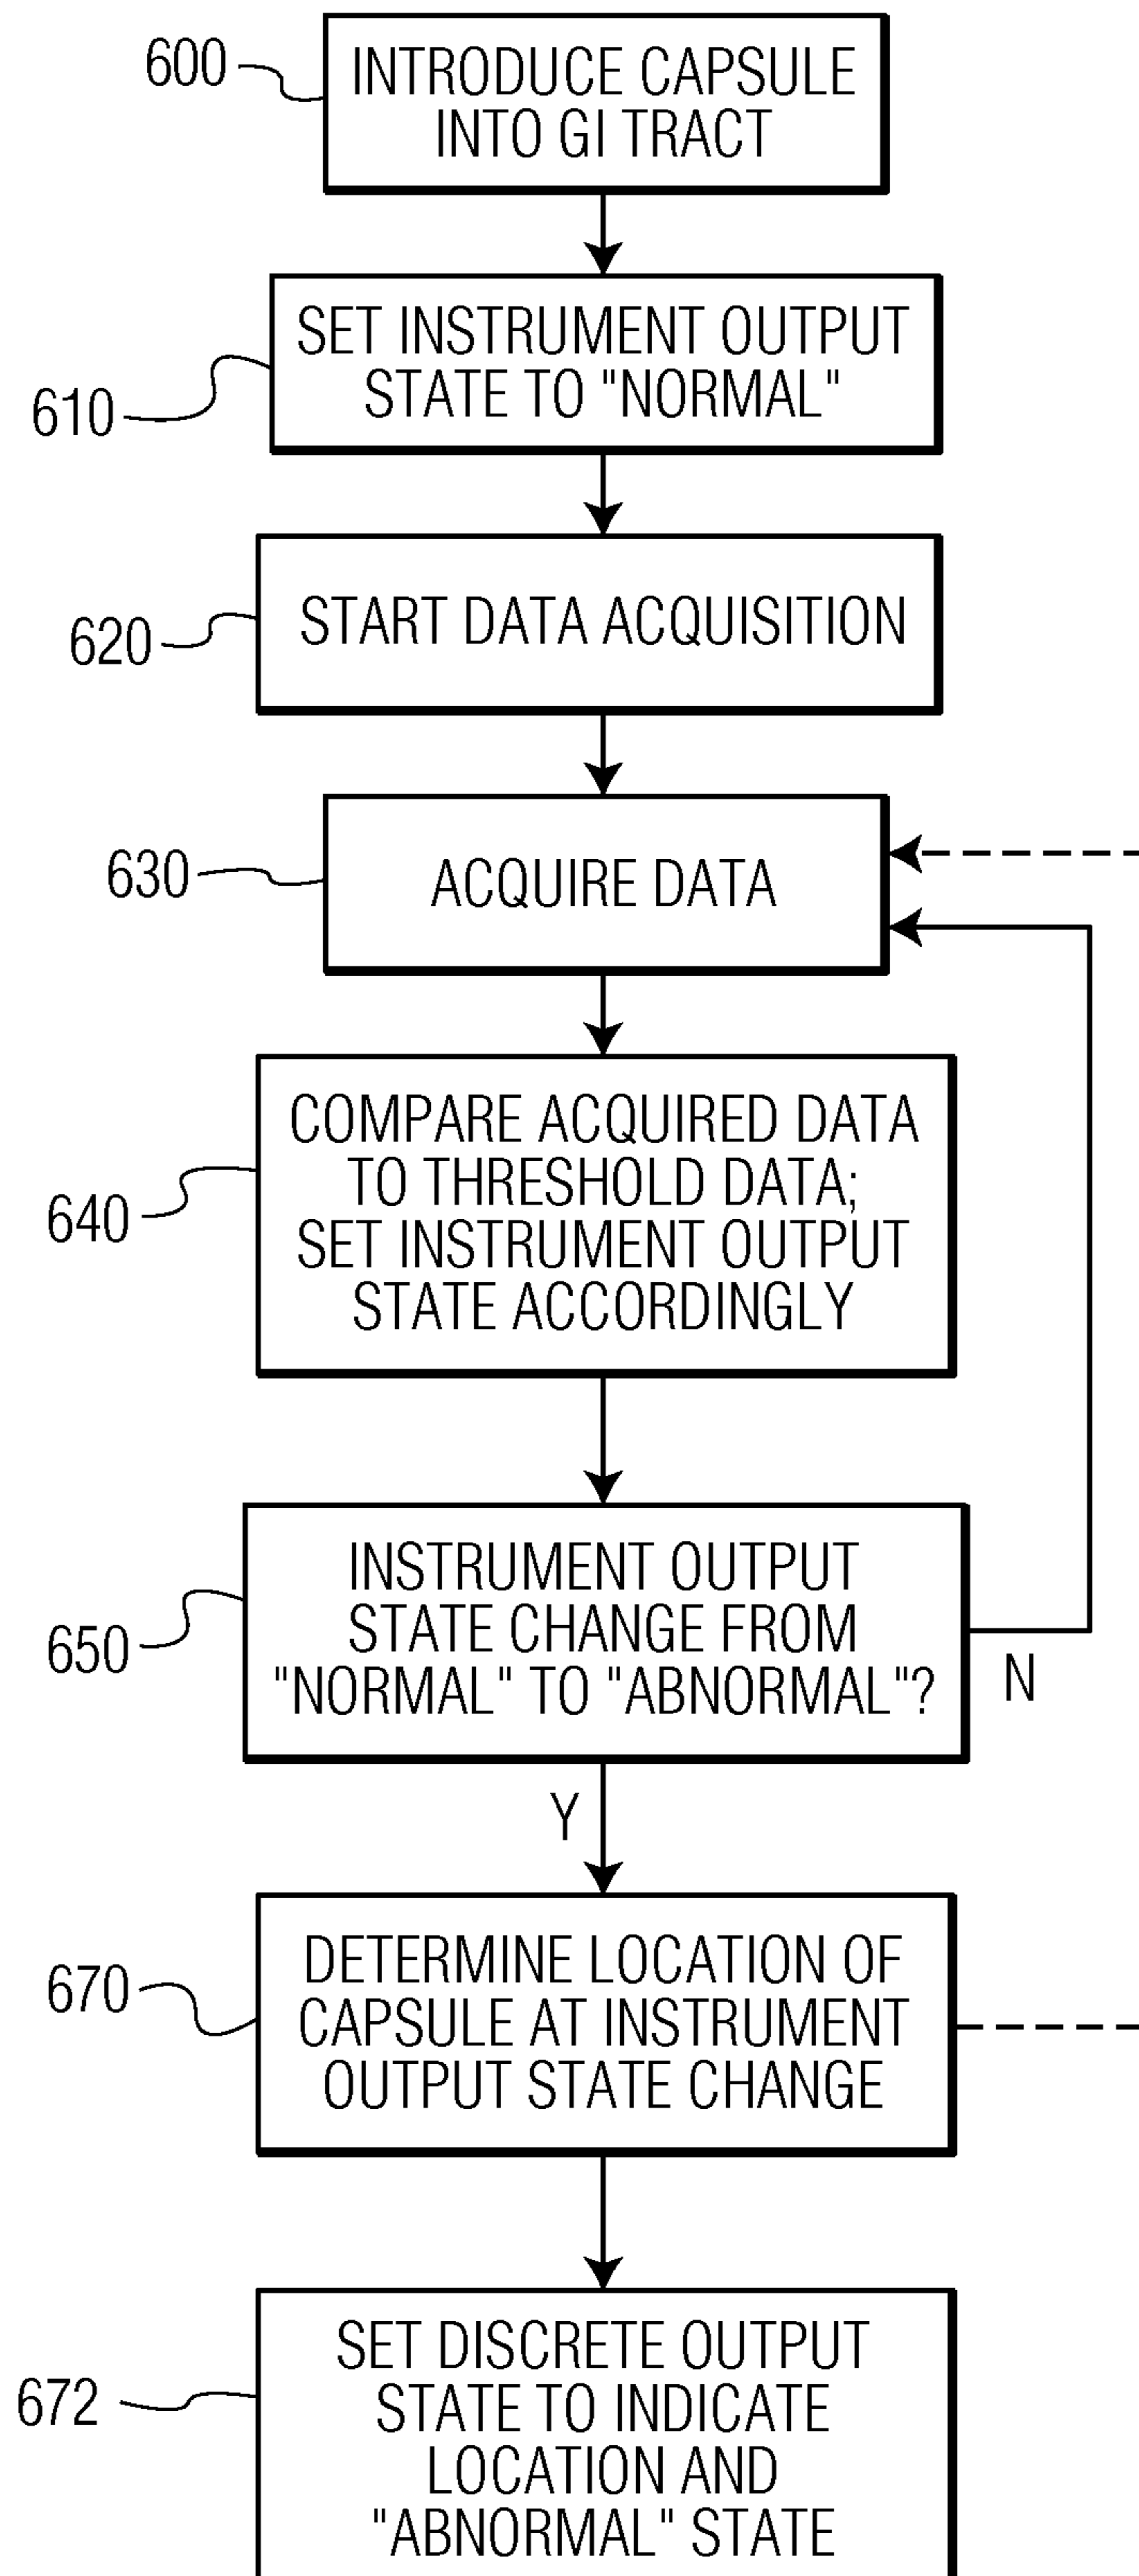 600
INTRODUCE CAPSULE
INTO GI TRACT
610
SET INSTRUMENT OUTPUT
STATE TO "NORMAL"
620
START DATA ACQUISITION
630
ACQUIRE DATA
640
COMPARE ACQUIRED DATA
TO THRESHOLD DATA;
SET INSTRUMENT OUTPUT
STATE ACCORDINGLY
650
INSTRUMENT OUTPUT
STATE CHANGE FROM
"NORMAL" TO "ABNORMAL"?
N
Y
670
DETERMINE LOCATION OF
CAPSULE AT INSTRUMENT
OUTPUT STATE CHANGE
672
SET DISCRETE OUTPUT
STATE TO INDICATE
LOCATION AND
"ABNORMAL" STATE